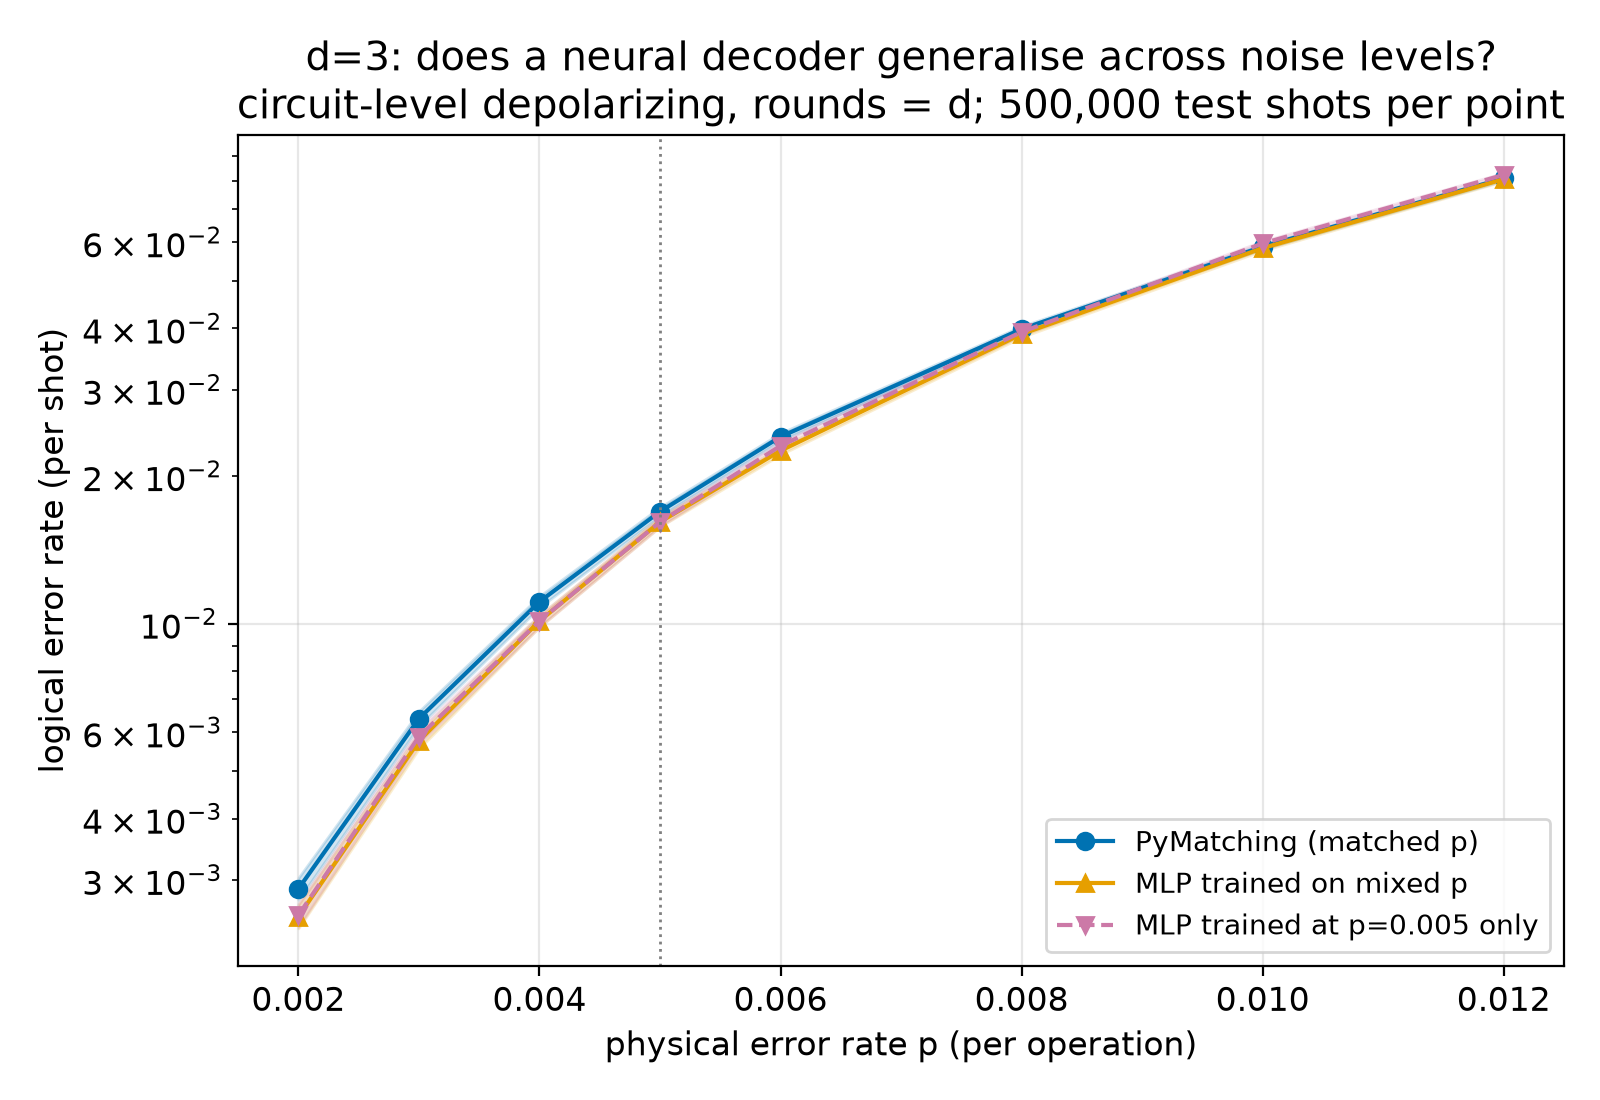 d=3: does a neural decoder generalise across noise levels?
circuit-level depolarizing, rounds = d; 500,000 test shots per point
logical error rate (per shot)
6×10⁻²
4×10⁻²
3×10⁻²
2×10⁻²
10⁻²
6×10⁻³
4×10⁻³
3×10⁻³
PyMatching (matched p)
MLP trained on mixed p
MLP trained at p=0.005 only
0.002 0.004 0.006 0.008 0.010 0.012
physical error rate p (per operation)